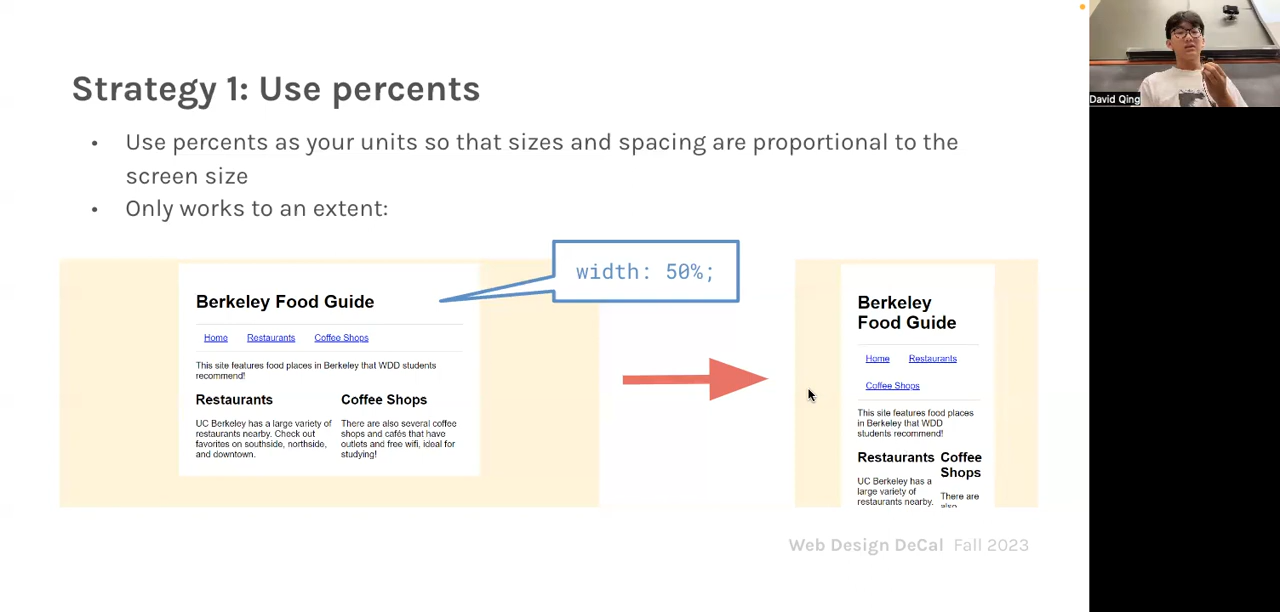 Strategy 1: Use percents
• Use percents as your units so that sizes and spacing are proportional to the
screen size
• Only works to an extent:
width: 50%;
Berkeley Food Guide
Home Restaurants Coffee Shops
This site features food places in Berkeley that WDD students
recommend!
Restaurants
UC Berkeley has a large variety of
restaurants nearby. Check out
favorites on southside, northside,
and downtown.
Coffee Shops
There are also several coffee
shops and cafés that have
outlets and free wifi, ideal for
studying!
Berkeley
Food Guide
Home Restaurants
Coffee Shops
This site features food places
in Berkeley that WDD
students recommend!
Restaurants
UC Berkeley has a
large variety of
restaurants nearby.
Coffee
Shops
There are
also
Web Design DeCal Fall 2023
David Qing